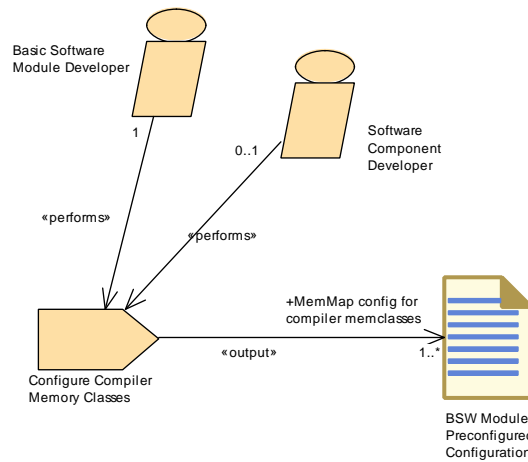 Basic Software
Module Developer
Software
Component
Developer
1
0..1
«performs»
«performs»
+MemMap config for
compiler memclasses
«output»
1..*
Configure Compiler
Memory Classes
BSW Module
Preconfigured
Configuration